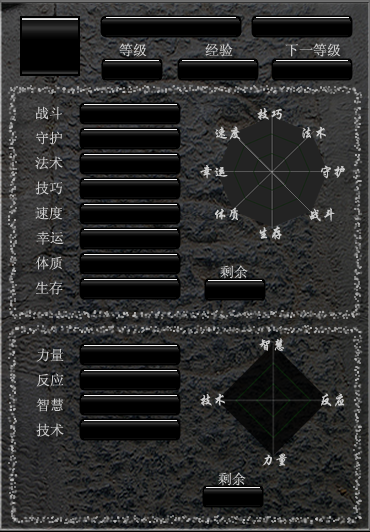 等级 经验 下一等级
战斗
守护
法术
技巧
速度
幸运
体质
生存
技巧
速度 法术
幸运 守护
体质 战斗
生存
剩余
力量
反应
智慧
技术
智慧
技术 反应
力量
剩余